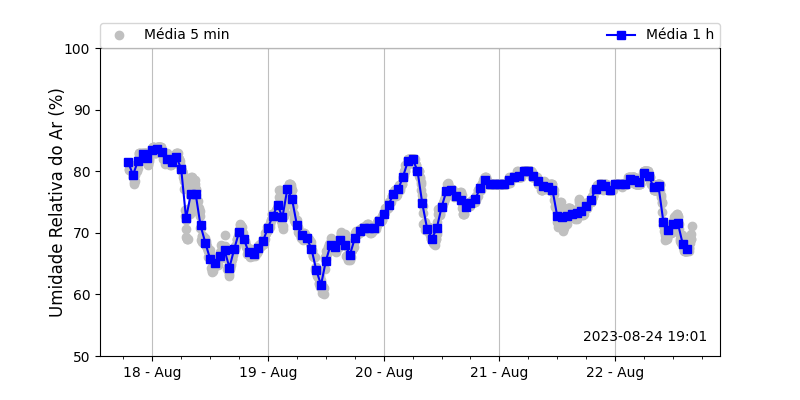 Média 5 min
Média 1 h
100
90
80
70
60
50
Umidade Relativa do Ar (%)
2023-08-24 19:01
18 - Aug
19 - Aug
20 - Aug
21 - Aug
22 - Aug